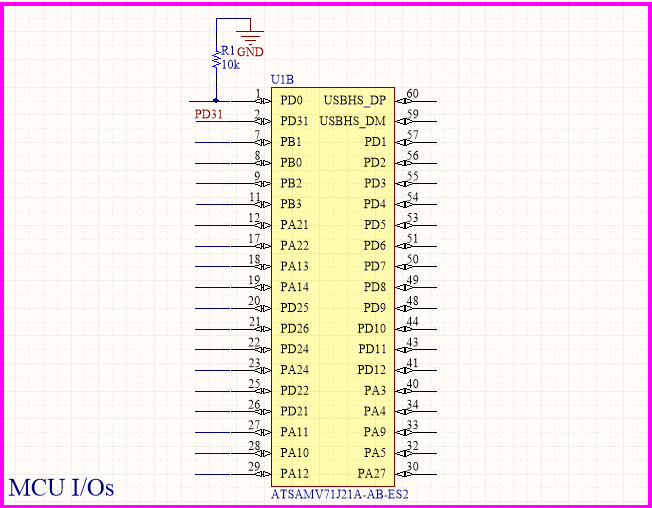 R1 GND
10k
U1B
1 PD0 USBHS_DP 60
PD31
2 PD31 USBHS_DM 59
7 PB1 PD1 57
8 PB0 PD2 56
9 PB2 PD3 55
11 PB3 PD4 54
12 PA21 PD5 53
17 PA22 PD6 51
18 PA13 PD7 50
19 PA14 PD8 49
20 PD25 PD9 48
21 PD26 PD10 44
22 PD24 PD11 43
23 PA24 PD12 41
25 PD22 PA3 40
26 PD21 PA4 34
27 PA11 PA9 33
28 PA10 PA5 32
29 PA12 PA27 30
MCU I/Os
ATSAMV71J21A-AB-ES2